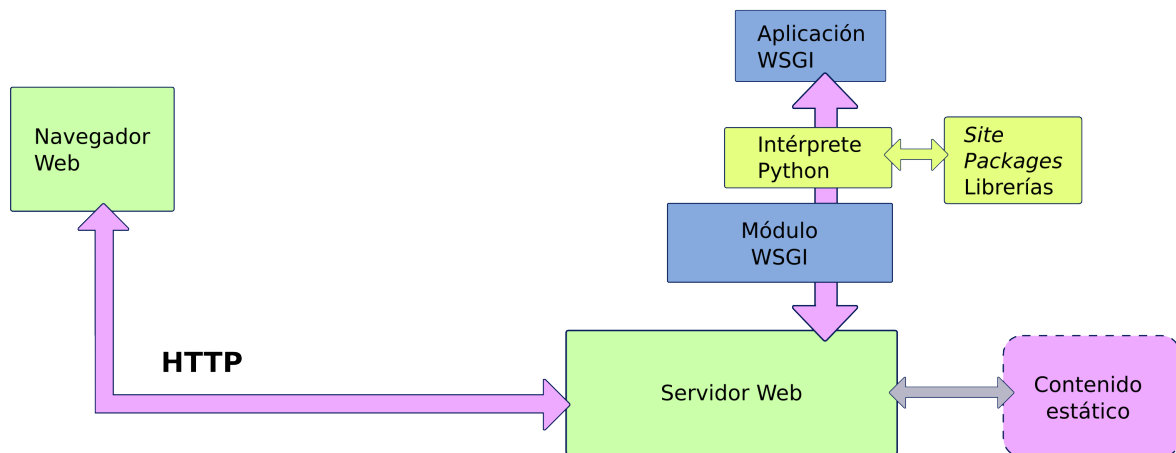 Aplicación
WSGI
Navegador
Web
Intérprete
Python
Site
Packages
Librerías
Módulo
WSGI
HTTP
Servidor Web
Contenido
estático